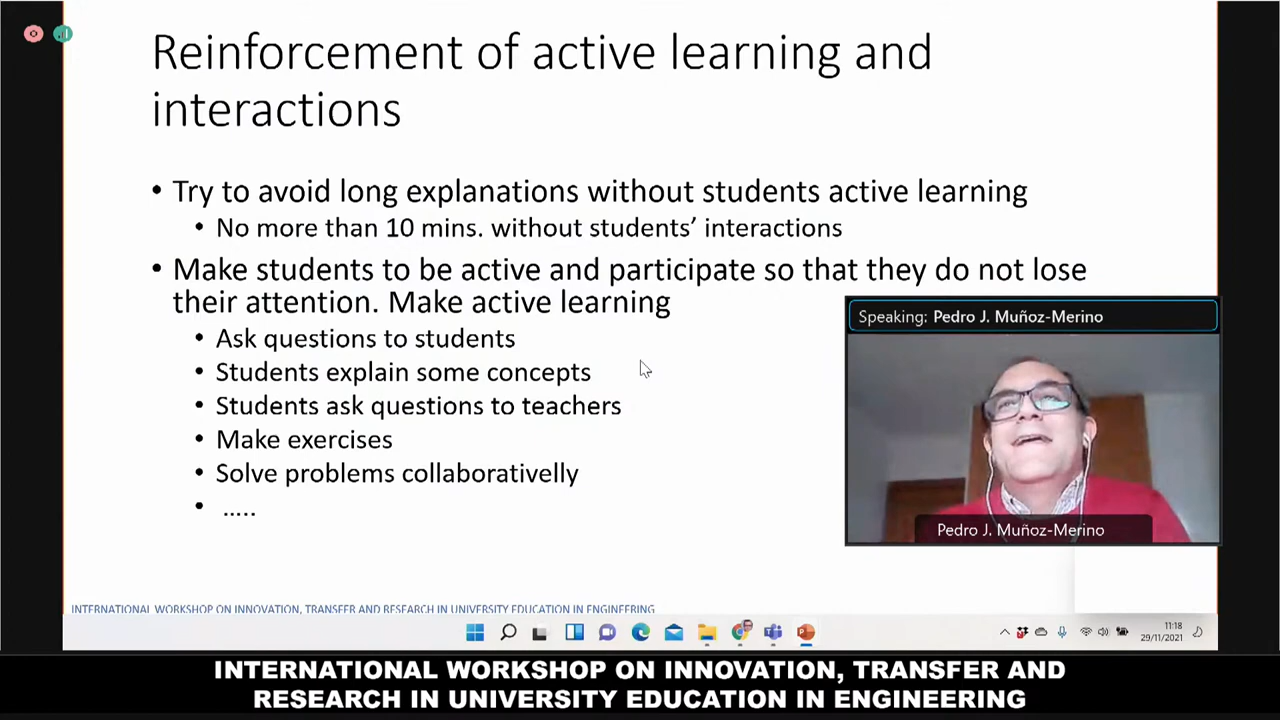 Reinforcement of active learning and
interactions
• Try to avoid long explanations without students active learning
• No more than 10 mins. without students’ interactions
• Make students to be active and participate so that they do not lose
their attention. Make active learning
• Ask questions to students
• Students explain some concepts
• Students ask questions to teachers
• Make exercises
• Solve problems collaborativelly
• .....
Speaking: Pedro J. Muñoz-Merino
Pedro J. Muñoz-Merino
INTERNATIONAL WORKSHOP ON INNOVATION, TRANSFER AND RESEARCH IN UNIVERSITY EDUCATION IN ENGINEERING
11:18
29/11/2021
INTERNATIONAL WORKSHOP ON INNOVATION, TRANSFER AND
RESEARCH IN UNIVERSITY EDUCATION IN ENGINEERING